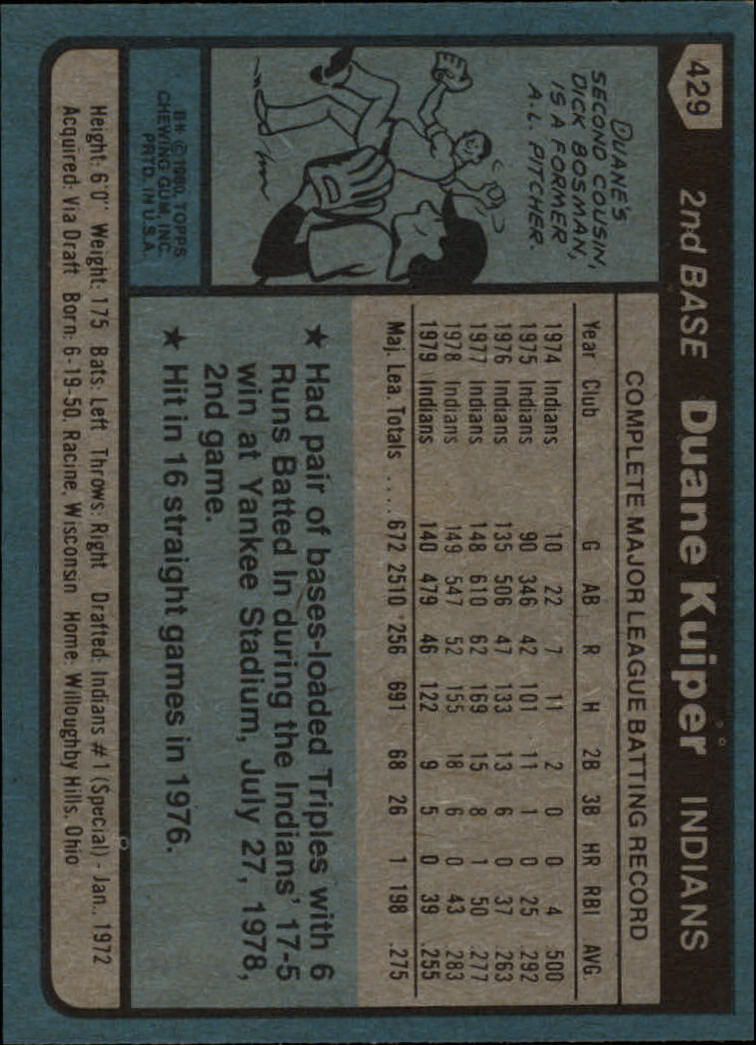 429
2nd BASE Duane Kuiper INDIANS
DUANE'S
SECOND COUSIN,
DICK BOSMAN,
IS A FORMER
A.L. PITCHER.
COMPLETE MAJOR LEAGUE BATTING RECORD
Year Club G AB R H 2B 3B HR RBI AVG.
1974 Indians 10 22 7 11 2 0 0 4 .500
1975 Indians 90 346 42 101 11 1 0 25 .292
1976 Indians 135 506 47 133 13 6 0 37 .263
1977 Indians 148 610 62 169 15 8 1 50 .277
1978 Indians 149 547 52 155 18 6 0 43 .283
1979 Indians 140 479 46 122 9 5 0 39 .255
Maj. Lea. Totals .... 672 2510 256 691 68 26 1 198 .275
★ Had pair of bases-loaded Triples with 6
Runs Batted In during the Indians' 17-5
win at Yankee Stadium, July 27, 1978,
2nd game.
★ Hit in 16 straight games in 1976.
B* © 1980, TOPPS
CHEWING GUM, INC.
PRTD. IN U.S.A.
Height: 6'0" Weight: 175 Bats: Left Throws: Right Drafted: Indians #1 (Special) - Jan., 1972
Acquired: Via Draft Born: 6-19-50, Racine, Wisconsin Home: Willoughby Hills, Ohio